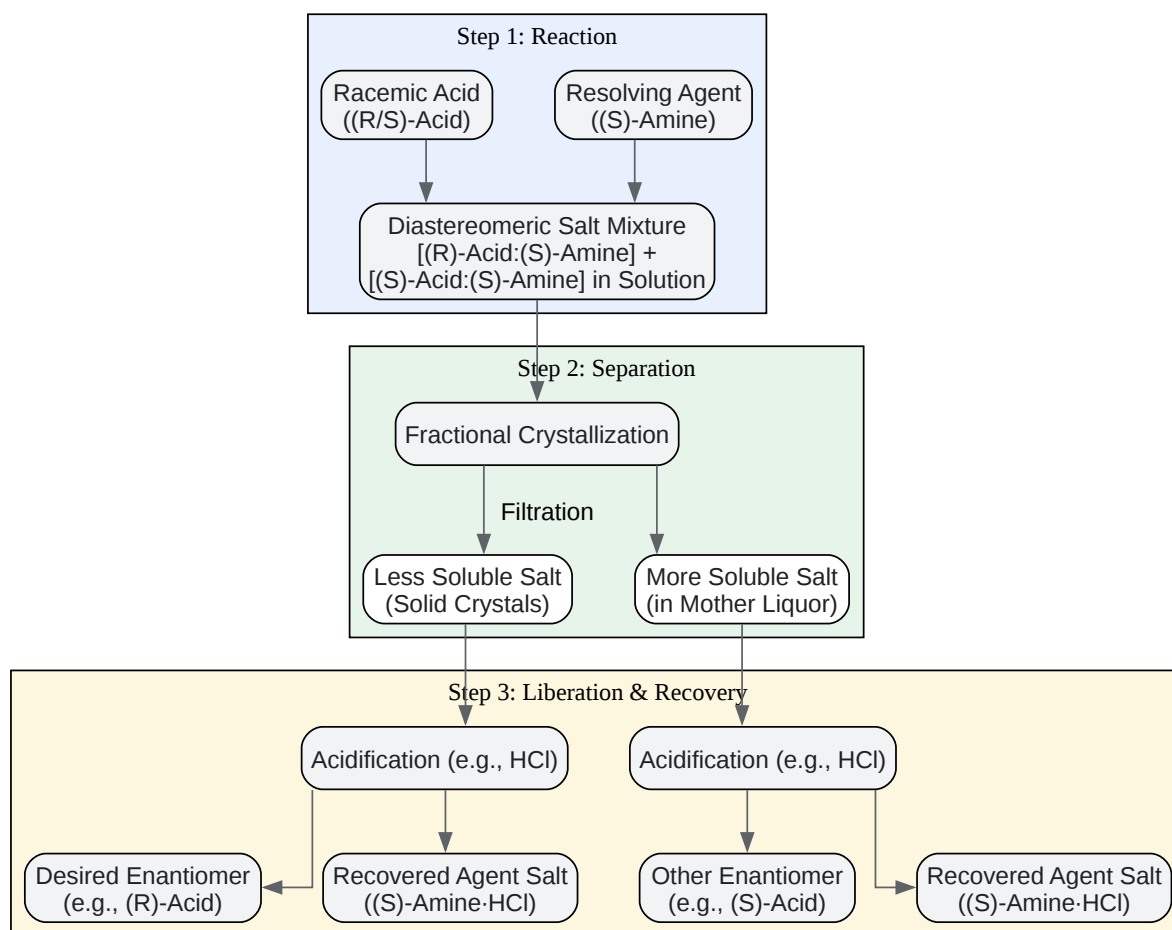 Step 1: Reaction
Racemic Acid
((R/S)-Acid)
Resolving Agent
((S)-Amine)
Diastereomeric Salt Mixture
[(R)-Acid:(S)-Amine] +
[(S)-Acid:(S)-Amine] in Solution
Step 2: Separation
Fractional Crystallization
Filtration
Less Soluble Salt
(Solid Crystals)
More Soluble Salt
(in Mother Liquor)
Step 3: Liberation & Recovery
Acidification (e.g., HCl)
Acidification (e.g., HCl)
Desired Enantiomer
(e.g., (R)-Acid)
Recovered Agent Salt
((S)-Amine·HCl)
Other Enantiomer
(e.g., (S)-Acid)
Recovered Agent Salt
((S)-Amine·HCl)